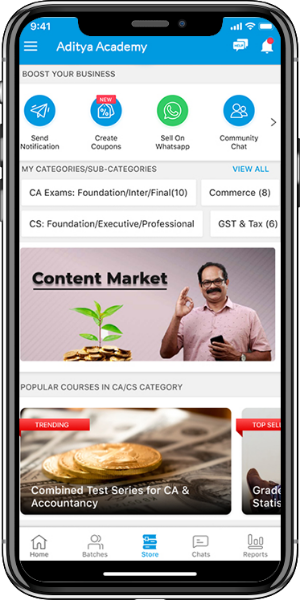 9:41
Aditya Academy
HELP
BOOST YOUR BUSINESS
NEW
Send
Notification
Create
Coupons
Sell On
Whatsapp
Community
Chat
MY CATEGORIES/SUB-CATEGORIES
VIEW ALL
CA Exams: Foundation/Inter/Final(10)
Commerce (8)
CS: Foundation/Executive/Professional
GST & Tax (6)
Content Market
POPULAR COURSES IN CA/CS CATEGORY
TRENDING
TOP SEL
Combined Test Series for CA &
Accountancy
Grade
Statis
Home
Batches
Store
Chats
Reports